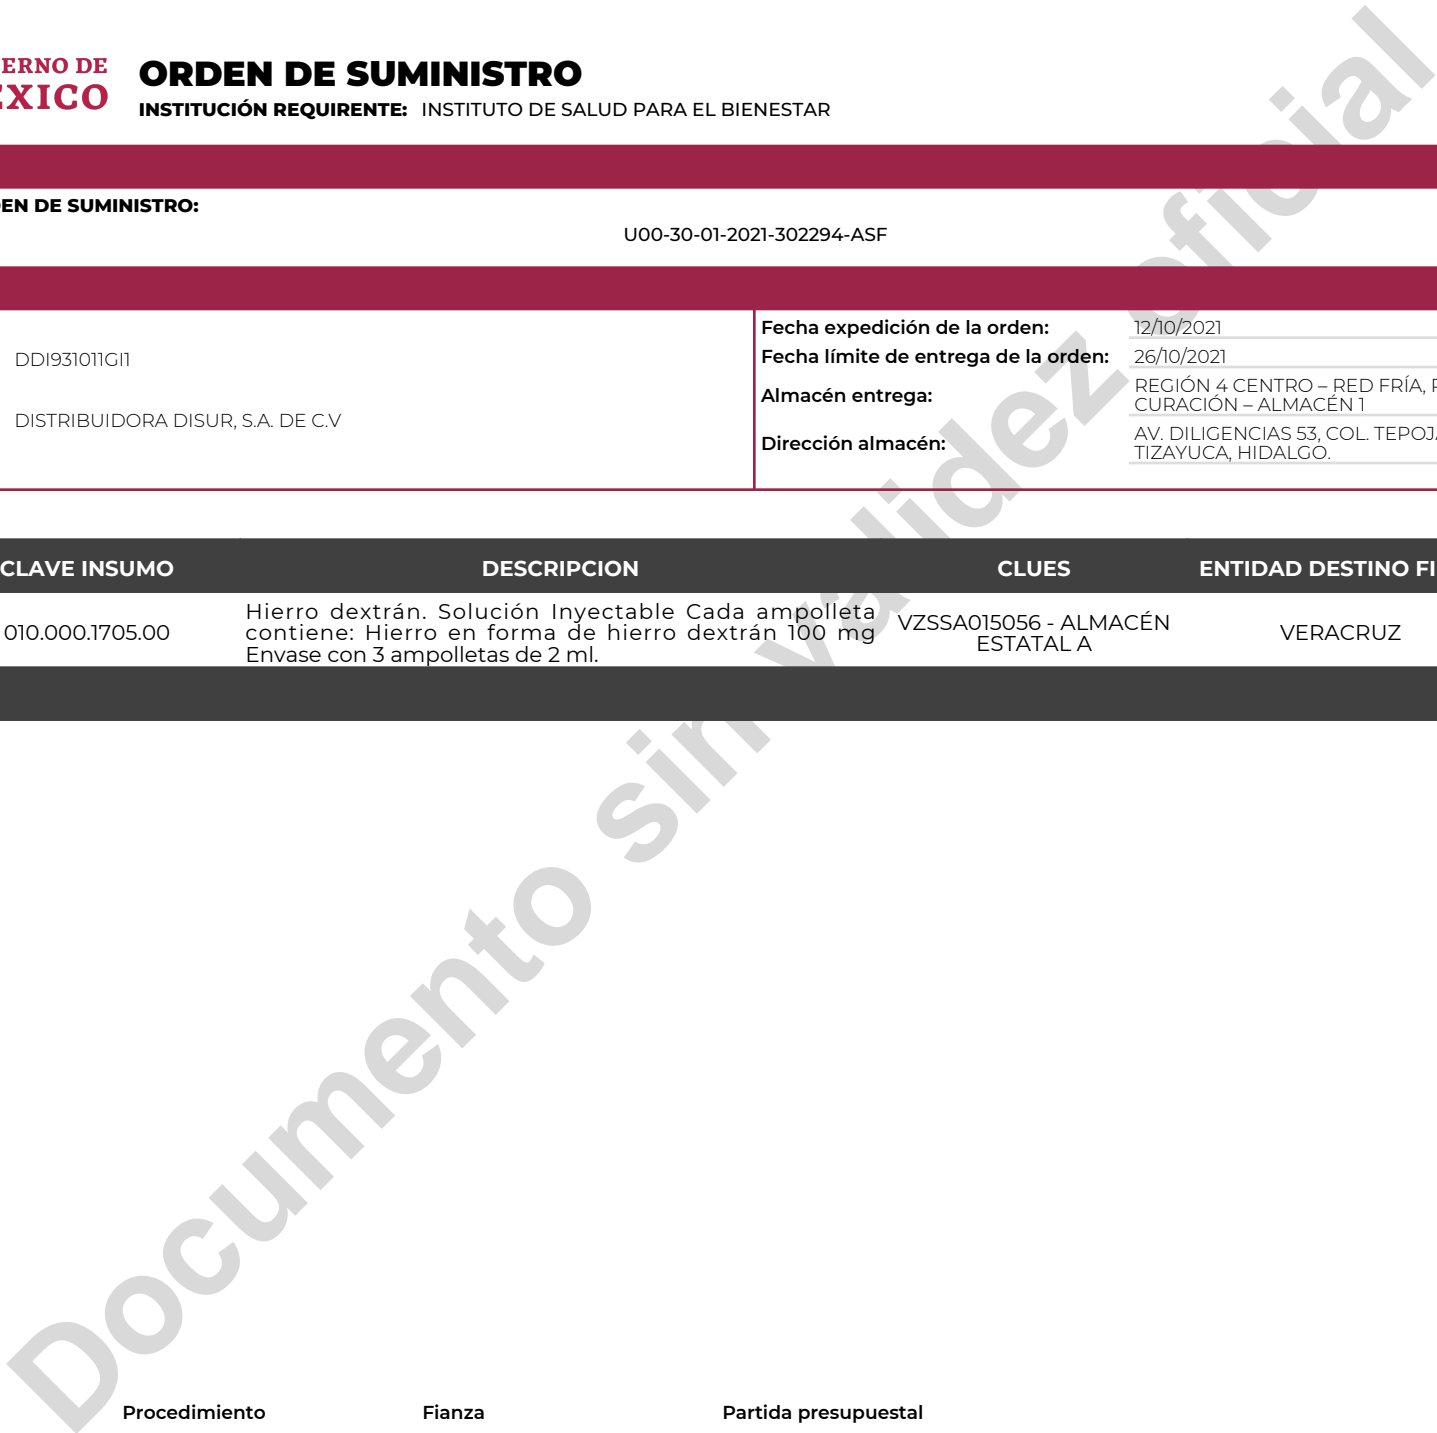 ERNO DE
EXICO
ORDEN DE SUMINISTRO
INSTITUCIÓN REQUIRENTE: INSTITUTO DE SALUD PARA EL BIENESTAR
EN DE SUMINISTRO:
U00-30-01-2021-302294-ASF
DDI931011GI1
DISTRIBUIDORA DISUR, S.A. DE C.V
Fecha expedición de la orden: 12/10/2021
Fecha límite de entrega de la orden: 26/10/2021
Almacén entrega: REGIÓN 4 CENTRO – RED FRÍA,
CURACIÓN – ALMACÉN 1
Dirección almacén: AV. DILIGENCIAS 53, COL. TEPOJA
TIZAYUCA, HIDALGO.
CLAVE INSUMO DESCRIPCION CLUES ENTIDAD DESTINO FI
010.000.1705.00
Hierro dextrán. Solución Inyectable Cada ampolleta
contiene: Hierro en forma de hierro dextrán 100 mg
Envase con 3 ampolletas de 2 ml.
VZSSA015056 - ALMACÉN
ESTATAL A
VERACRUZ
Documento sin validez oficial
Procedimiento Fianza Partida presupuestal